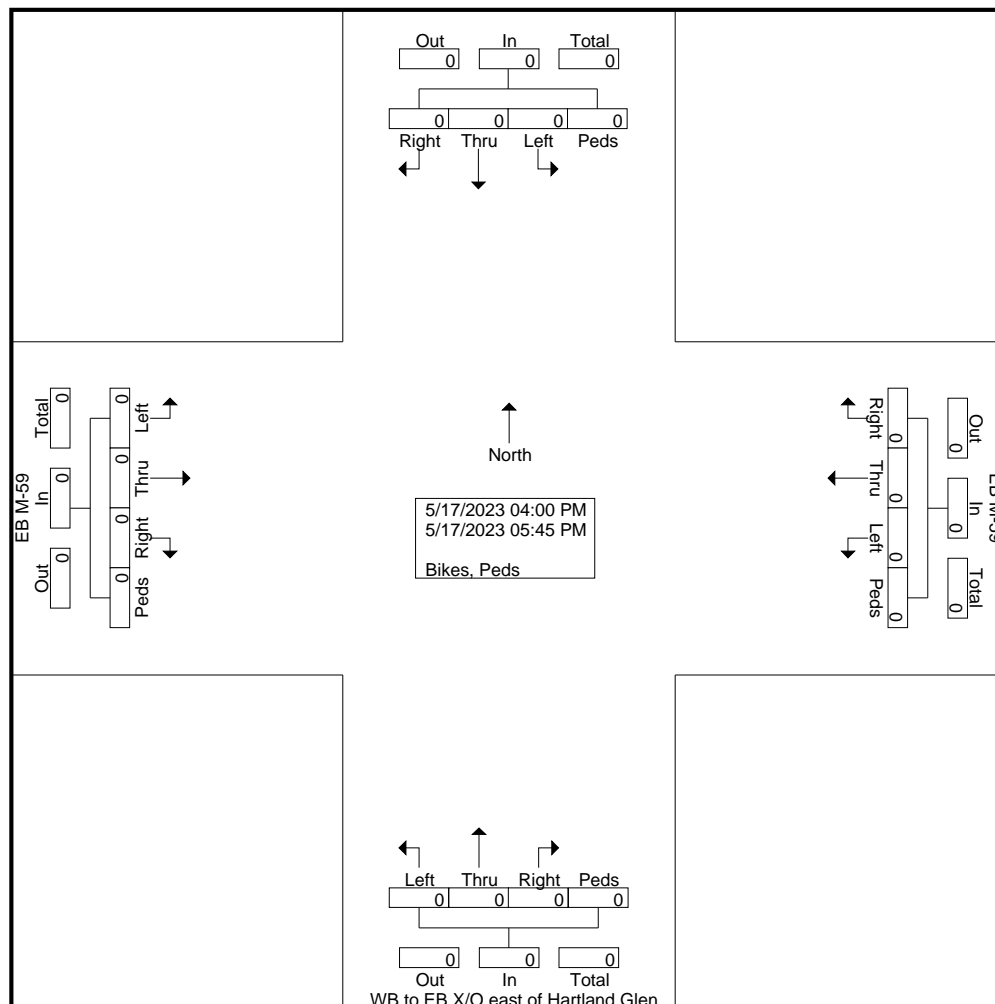 Out In Total
0 0 0
0 0 0 0
Right Thru Left Peds
EB M-59
Total In Out
0 0 0
0 0 0 0
Left Thru Right Peds
North
5/17/2023 04:00 PM
5/17/2023 05:45 PM
Bikes, Peds
Right Thru Left Peds
0 0 0 0
0 0 0
Out In Total
EB M-59
Left Thru Right Peds
0 0 0 0
0 0 0
Out In Total
WB to EB X/O east of Hartland Glen